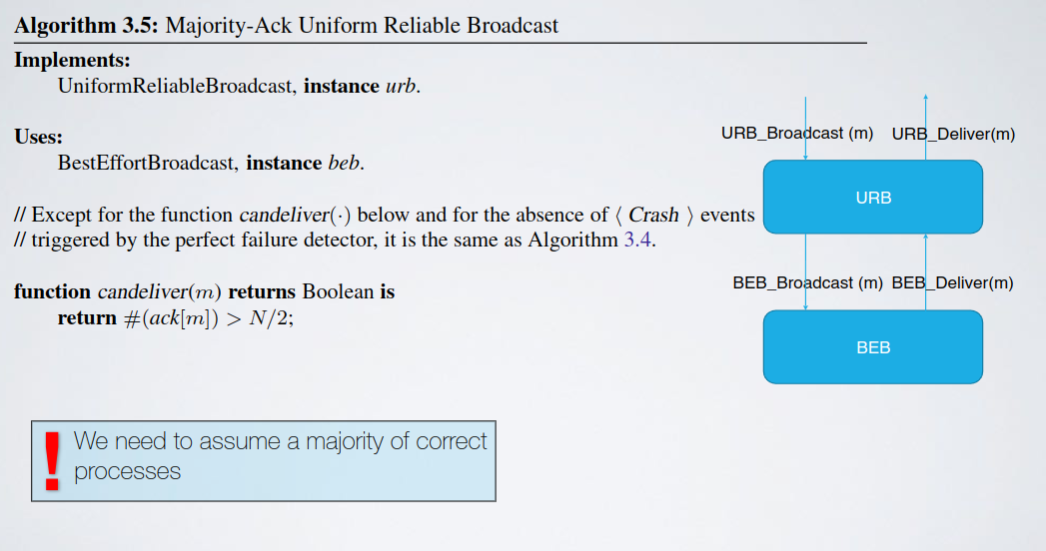 Algorithm 3.5: Majority-Ack Uniform Reliable Broadcast
Implements:
UniformReliableBroadcast, instance urb.
Uses:
BestEffortBroadcast, instance beb.
// Except for the function candeliver(·) below and for the absence of ⟨ Crash ⟩ events
// triggered by the perfect failure detector, it is the same as Algorithm 3.4.
function candeliver(m) returns Boolean is
return #(ack[m]) > N/2;
! We need to assume a majority of correct
processes
URB_Broadcast (m) URB_Deliver(m)
URB
BEB_Broadcast (m) BEB_Deliver(m)
BEB